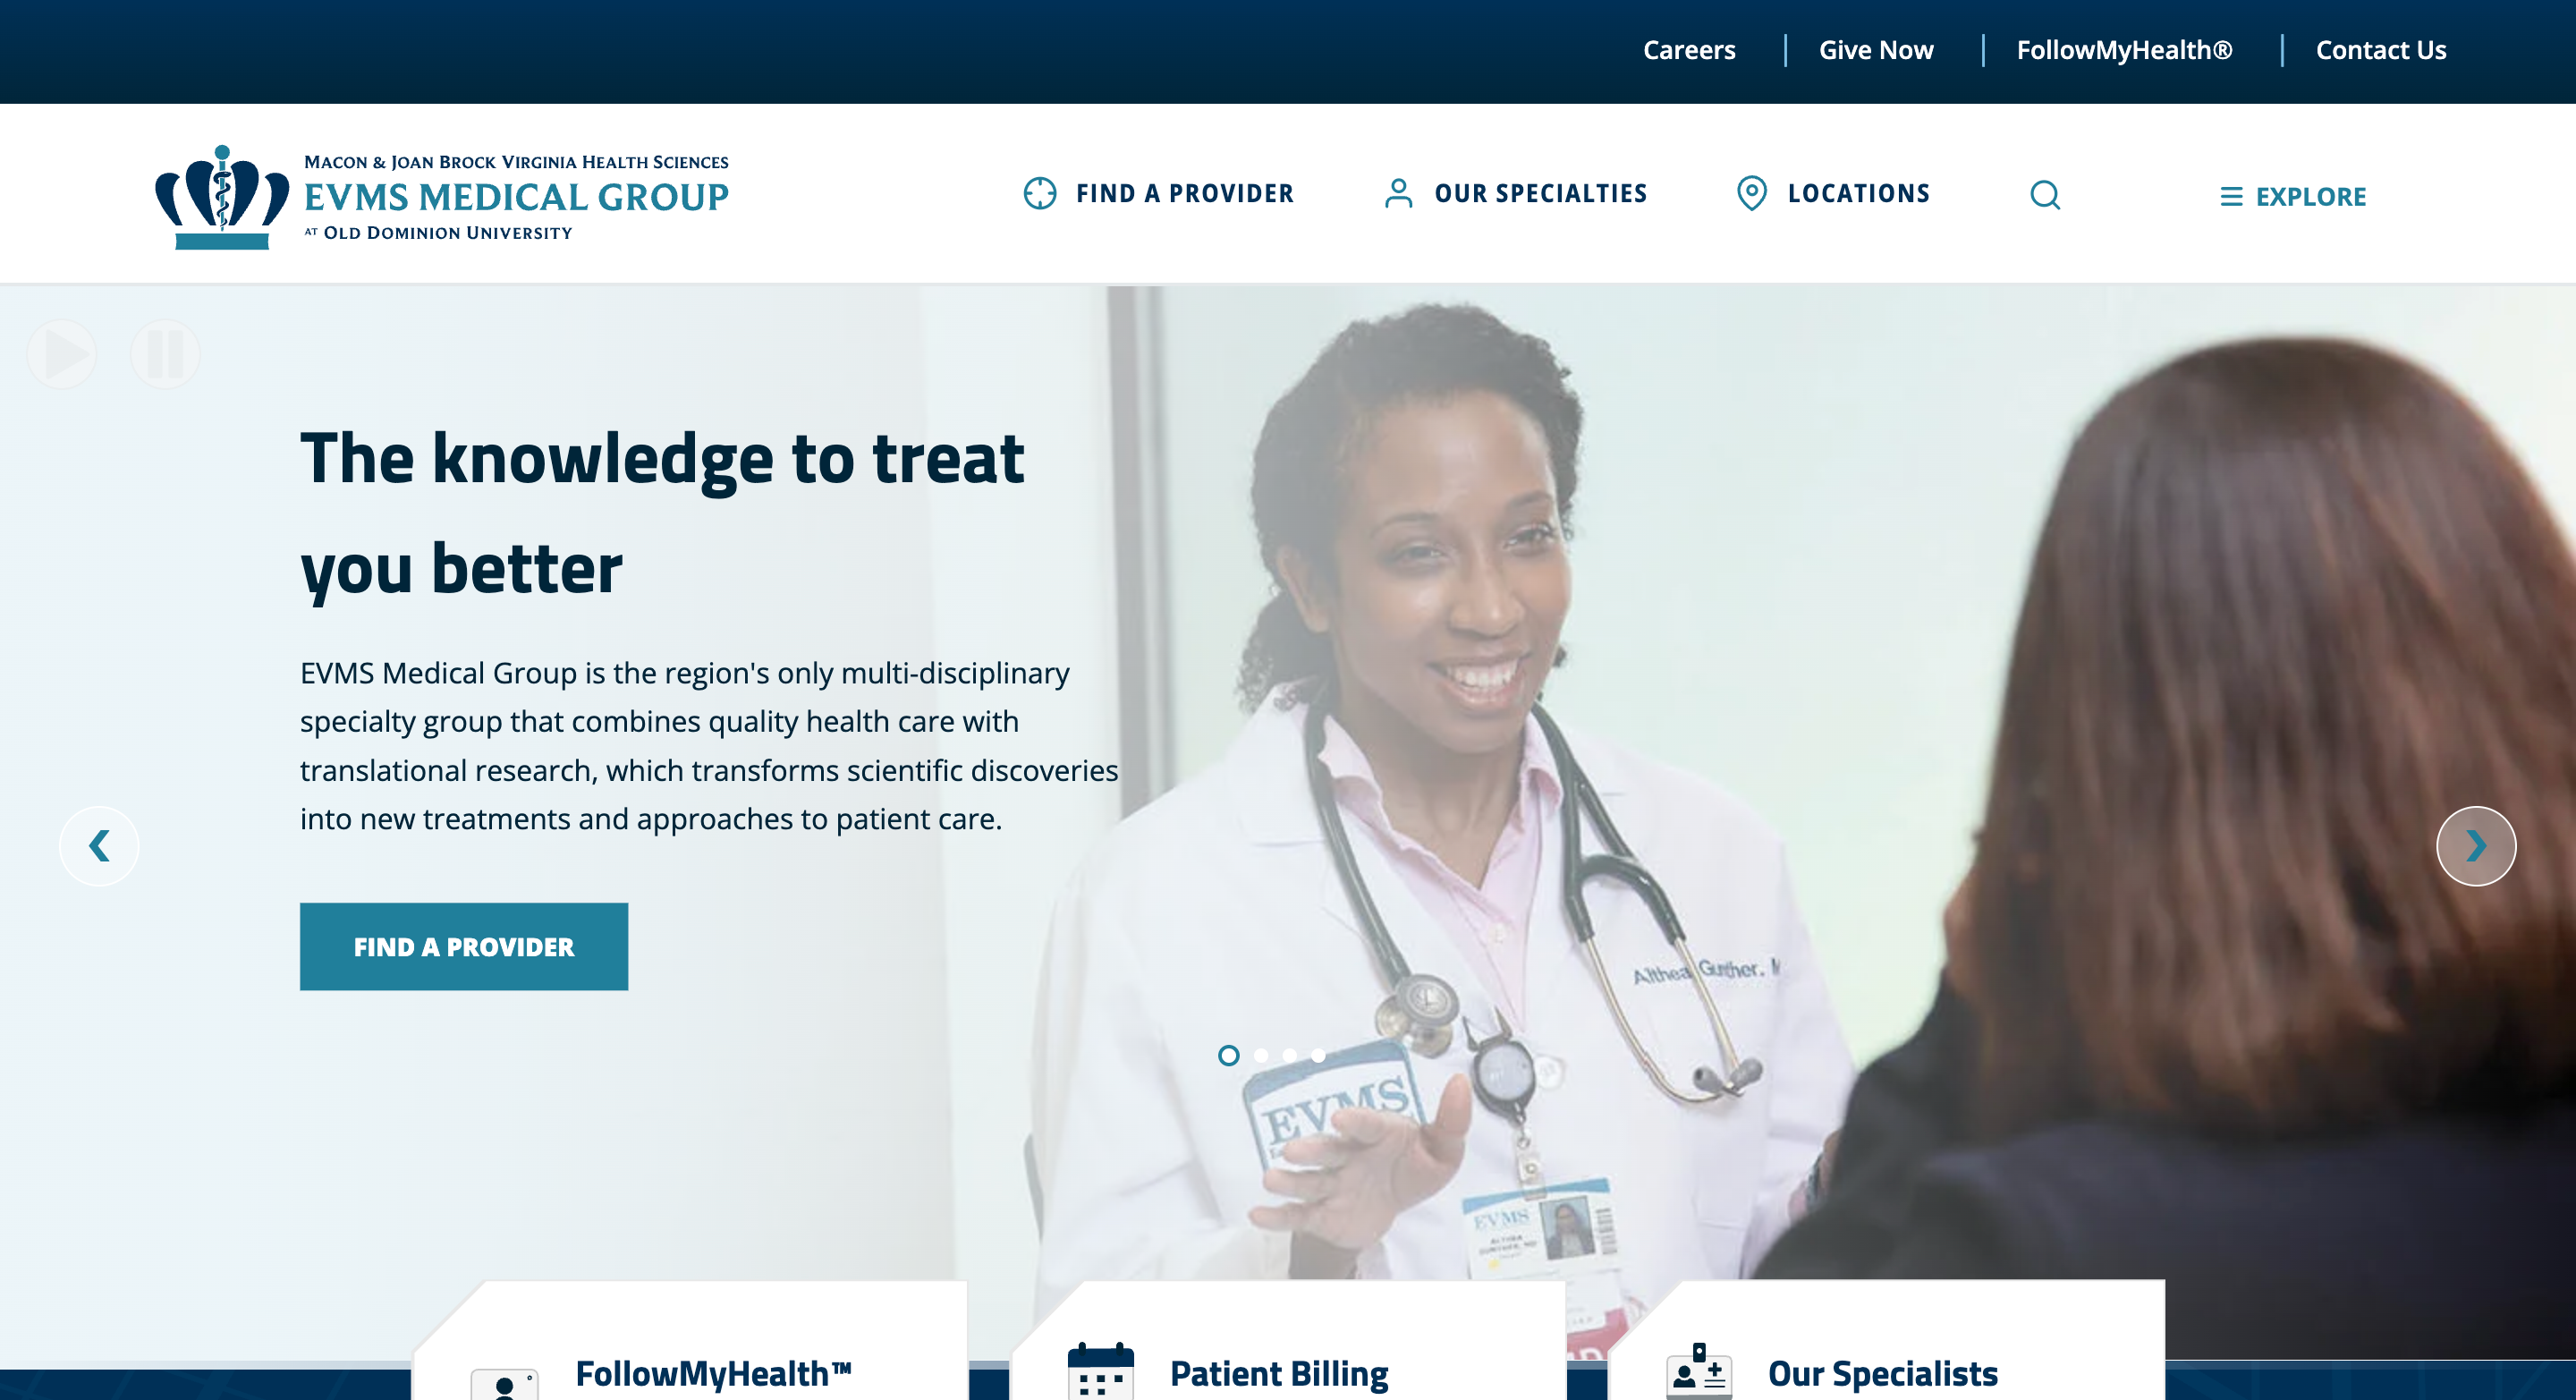 Careers
Give Now
FollowMyHealth®
Contact Us
MACON & JOAN BROCK VIRGINIA HEALTH SCIENCES
EVMS MEDICAL GROUP
AT OLD DOMINION UNIVERSITY
FIND A PROVIDER
OUR SPECIALTIES
LOCATIONS
EXPLORE
The knowledge to treat
you better
EVMS Medical Group is the region's only multi-disciplinary
specialty group that combines quality health care with
translational research, which transforms scientific discoveries
into new treatments and approaches to patient care.
FIND A PROVIDER
Althea Gunther, M
EVMS
EVMS
FollowMyHealth™
Patient Billing
Our Specialists